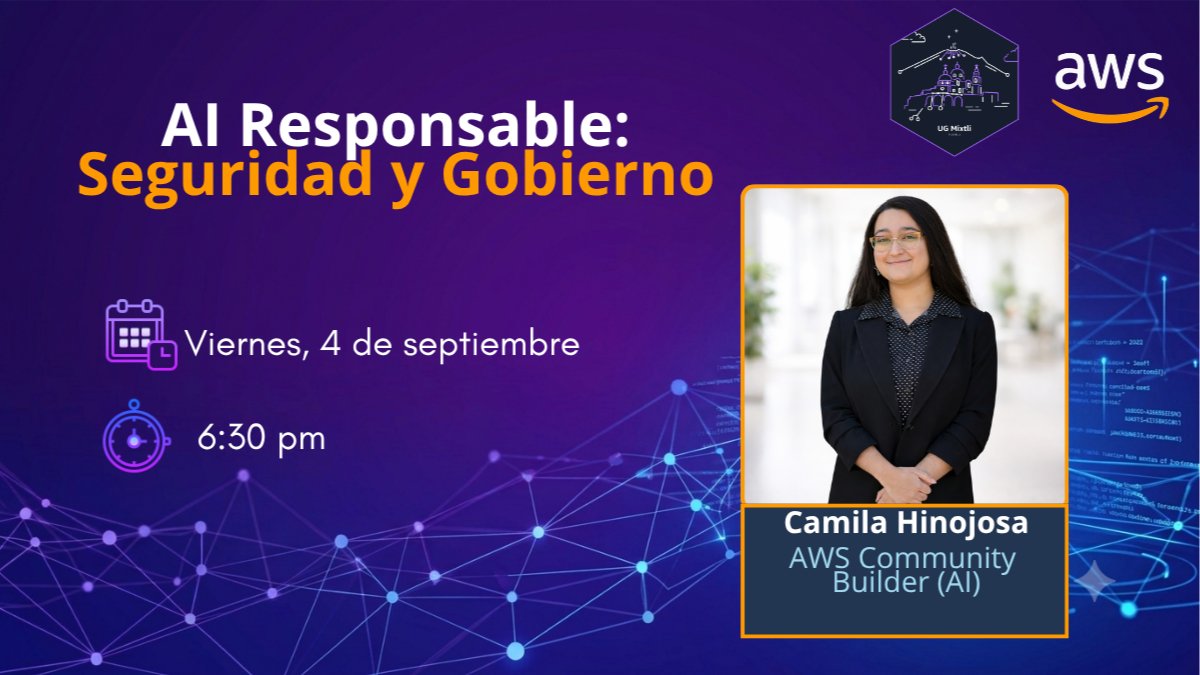 UG Mixtli
aws
AI Responsable:
Seguridad y Gobierno
Viernes, 4 de septiembre
6:30 pm
Camila Hinojosa
AWS Community
Builder (AI)